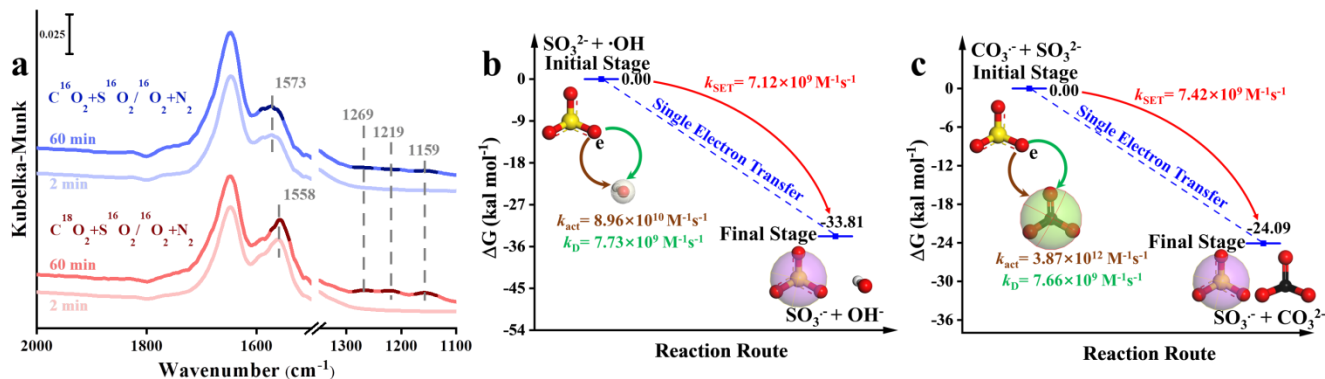 a
0.025
Kubelka-Munk
C¹⁶O₂+S¹⁶O₂/¹⁶O₂+N₂
60 min
2 min
C¹⁸O₂+S¹⁶O₂/¹⁶O₂+N₂
60 min
2 min
1573
1558
1269
1219
1159
2000
1800
1600
1300
1200
1100
Wavenumber (cm⁻¹)
b
SO₃²⁻ + ·OH
Initial Stage
0.00
k_SET = 7.12×10⁹ M⁻¹s⁻¹
Single Electron Transfer
e
k_act = 8.96×10¹⁰ M⁻¹s⁻¹
k_D = 7.73×10⁹ M⁻¹s⁻¹
-33.81
Final Stage
SO₃·⁻ + OH⁻
ΔG (kal mol⁻¹)
0
-9
-18
-27
-36
-45
-54
Reaction Route
c
CO₃·⁻ + SO₃²⁻
Initial Stage
0.00
k_SET = 7.42×10⁹ M⁻¹s⁻¹
Single Electron Transfer
e
k_act = 3.87×10¹² M⁻¹s⁻¹
k_D = 7.66×10⁹ M⁻¹s⁻¹
-24.09
Final Stage
SO₃·⁻ + CO₃²⁻
ΔG (kal mol⁻¹)
0
-6
-12
-18
-24
-30
-36
Reaction Route